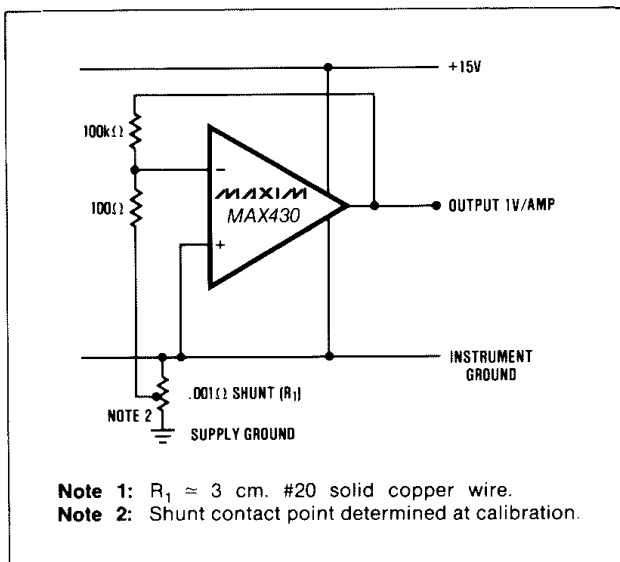 +15V
100kΩ
−
MAXIM
MAX430
OUTPUT 1V/AMP
100Ω
+
INSTRUMENT
GROUND
.001Ω SHUNT (R₁)
NOTE 2
SUPPLY GROUND
Note 1: R₁ ≃ 3 cm. #20 solid copper wire.
Note 2: Shunt contact point determined at calibration.